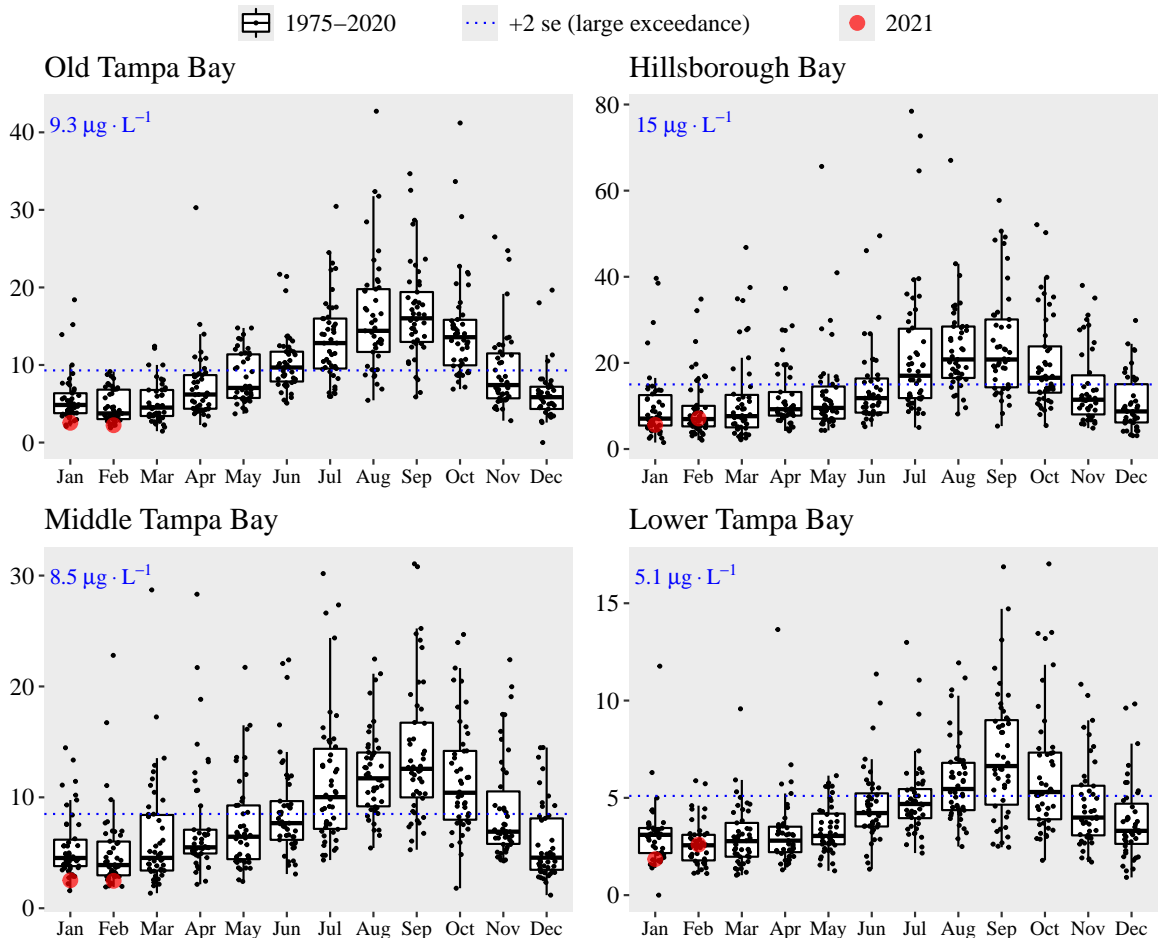 1975–2020 +2 se (large exceedance) 2021
Old Tampa Bay
9.3 μg · L⁻¹
40
30
20
10
0
Jan Feb Mar Apr May Jun Jul Aug Sep Oct Nov Dec
Hillsborough Bay
15 μg · L⁻¹
80
60
40
20
0
Jan Feb Mar Apr May Jun Jul Aug Sep Oct Nov Dec
Middle Tampa Bay
8.5 μg · L⁻¹
30
20
10
0
Jan Feb Mar Apr May Jun Jul Aug Sep Oct Nov Dec
Lower Tampa Bay
5.1 μg · L⁻¹
15
10
5
0
Jan Feb Mar Apr May Jun Jul Aug Sep Oct Nov Dec